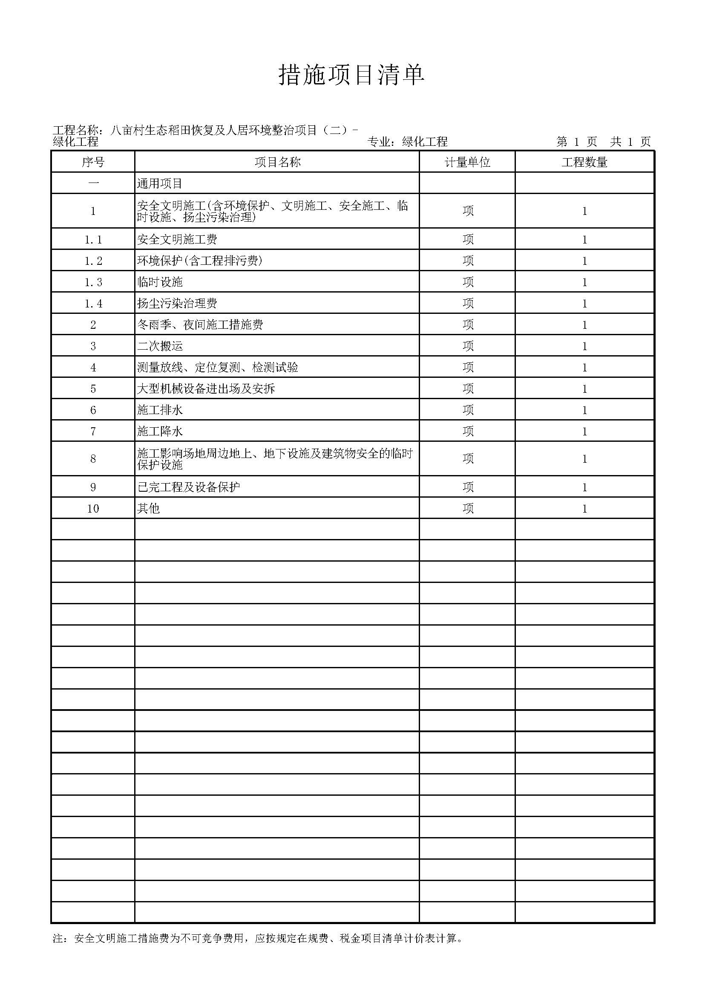 措施项目清单
工程名称：八亩村生态稻田恢复及人居环境整治项目（二）-
绿化工程 专业：绿化工程 第 1 页 共 1 页
序号 项目名称 计量单位 工程数量
一 通用项目
1 安全文明施工(含环境保护、文明施工、安全施工、临
时设施、扬尘污染治理) 项 1
1.1 安全文明施工费 项 1
1.2 环境保护(含工程排污费) 项 1
1.3 临时设施 项 1
1.4 扬尘污染治理费 项 1
2 冬雨季、夜间施工措施费 项 1
3 二次搬运 项 1
4 测量放线、定位复测、检测试验 项 1
5 大型机械设备进出场及安拆 项 1
6 施工排水 项 1
7 施工降水 项 1
8 施工影响场地周边地上、地下设施及建筑物安全的临时
保护设施 项 1
9 已完工程及设备保护 项 1
10 其他 项 1
注：安全文明施工措施费为不可竞争费用，应按规定在规费、税金项目清单计价表计算。